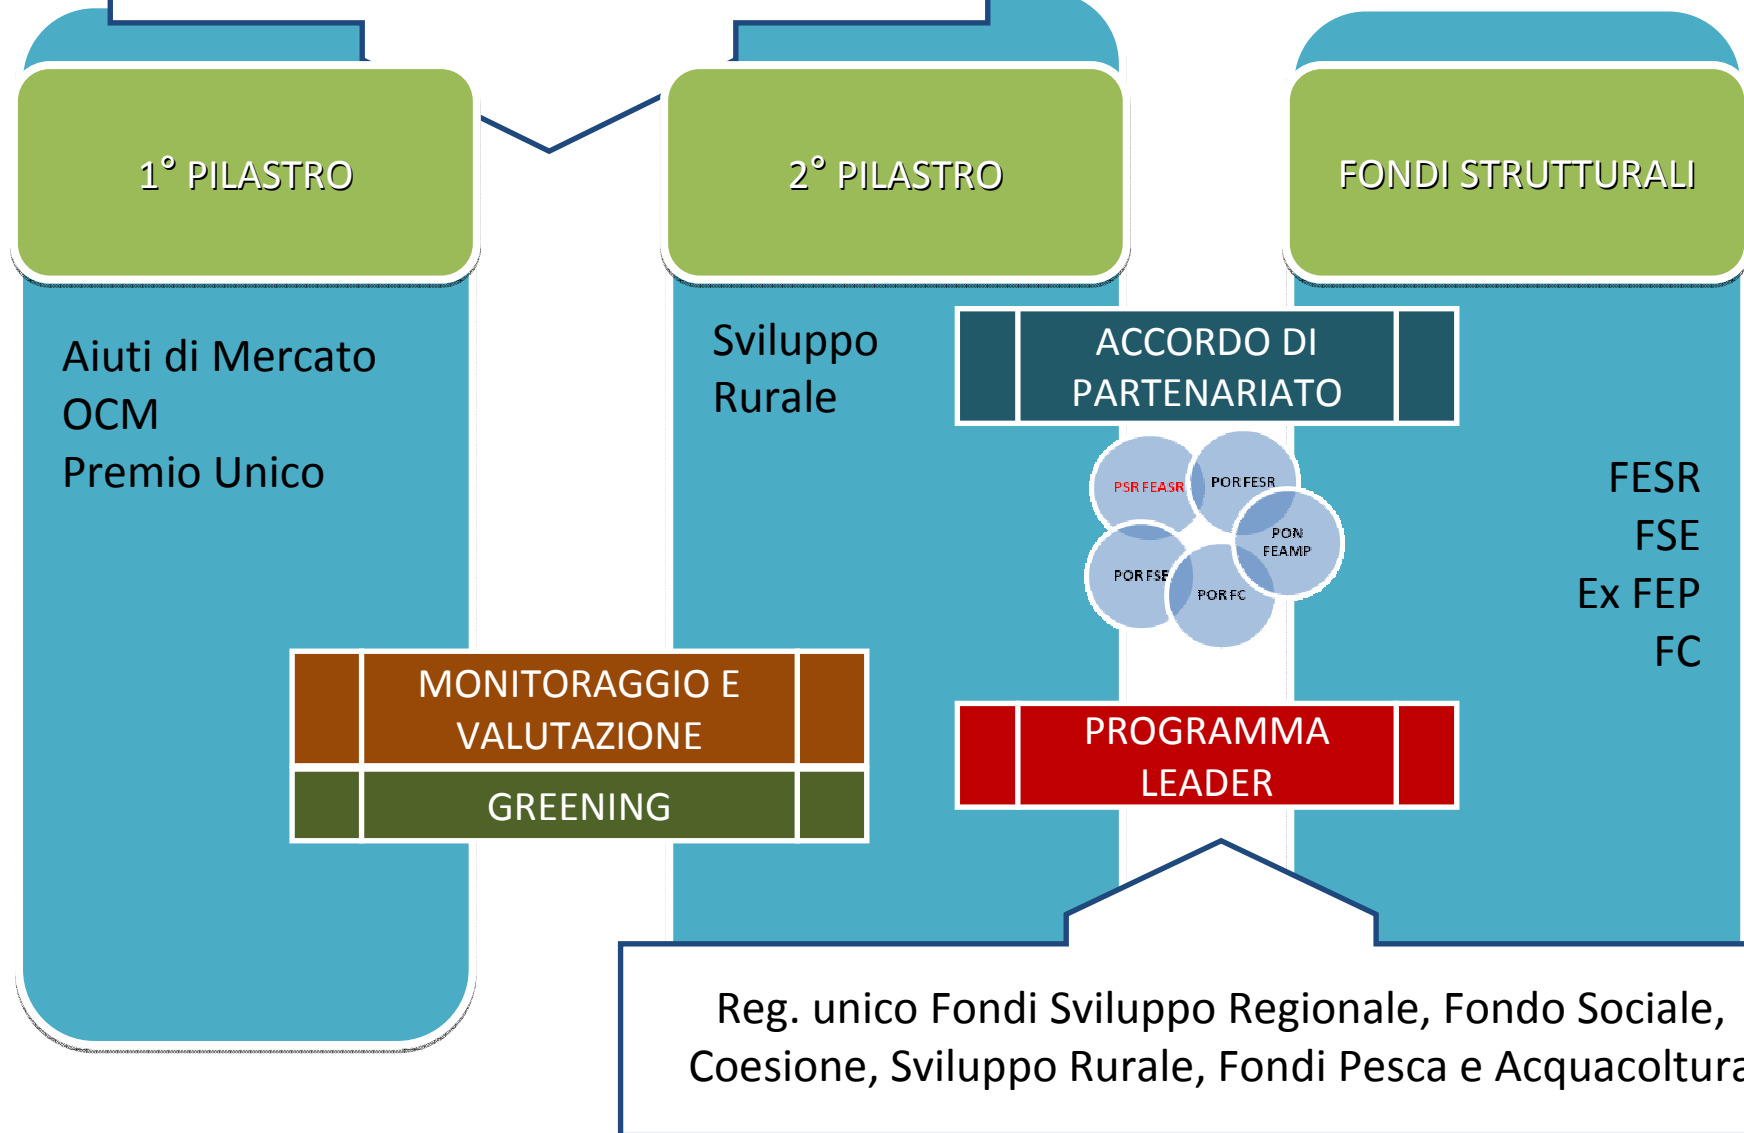 1° PILASTRO
2° PILASTRO
FONDI STRUTTURALI
Aiuti di Mercato
OCM
Premio Unico
Sviluppo
Rurale
ACCORDO DI
PARTENARIATO
PSR FEASR
POR FESR
PON
FEAMP
POR FSE
POR FC
FESR
FSE
Ex FEP
FC
MONITORAGGIO E
VALUTAZIONE
GREENING
PROGRAMMA
LEADER
Reg. unico Fondi Sviluppo Regionale, Fondo Sociale,
Coesione, Sviluppo Rurale, Fondi Pesca e Acquacoltura